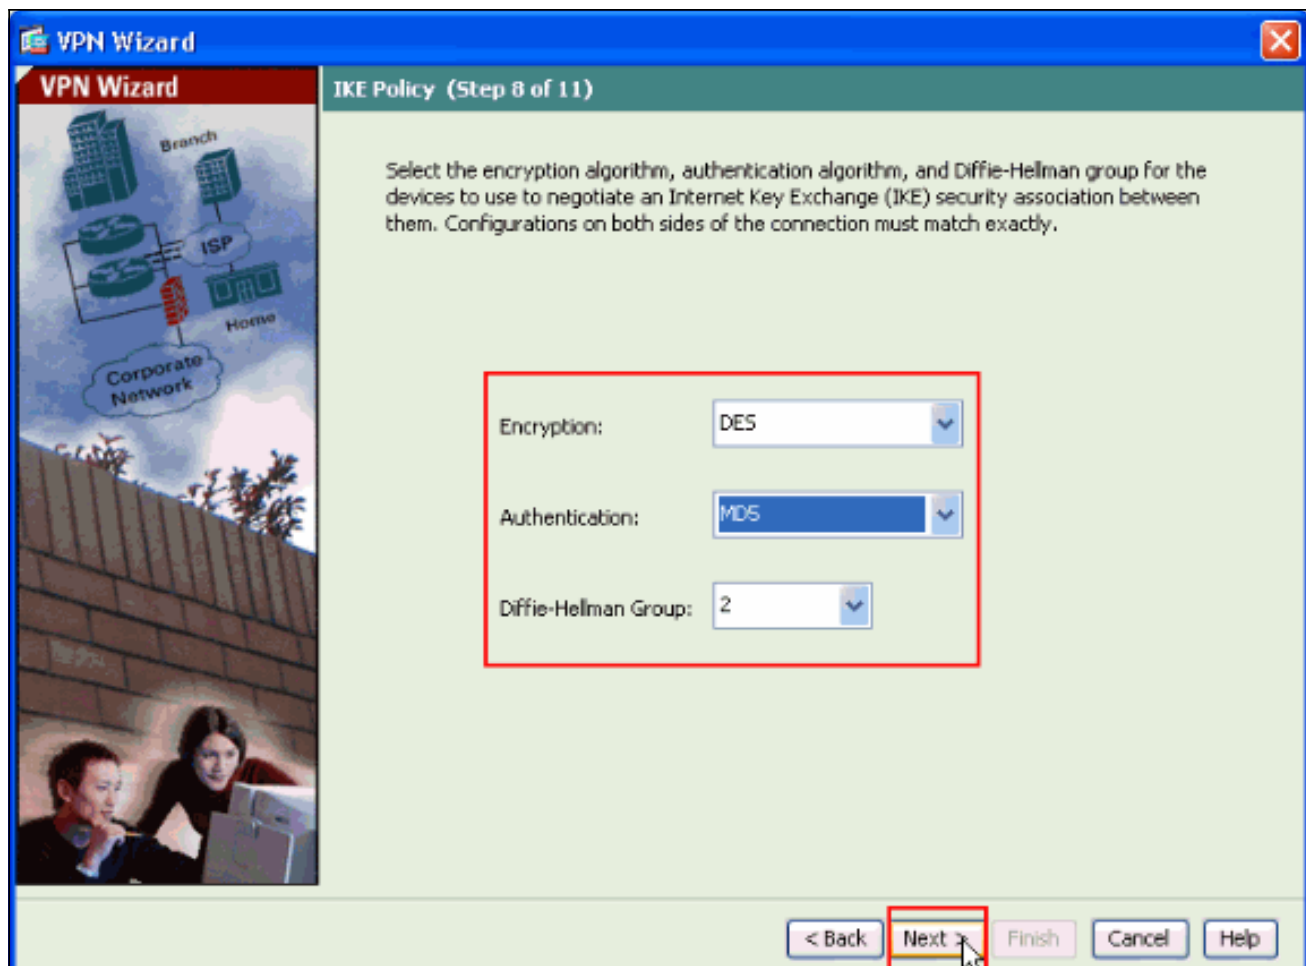 VPN Wizard
VPN Wizard
IKE Policy (Step 8 of 11)
Branch
ISP
Home
Corporate
Network
Select the encryption algorithm, authentication algorithm, and Diffie-Hellman group for the
devices to use to negotiate an Internet Key Exchange (IKE) security association between
them. Configurations on both sides of the connection must match exactly.
Encryption: DES
Authentication: MD5
Diffie-Hellman Group: 2
< Back Next > Finish Cancel Help